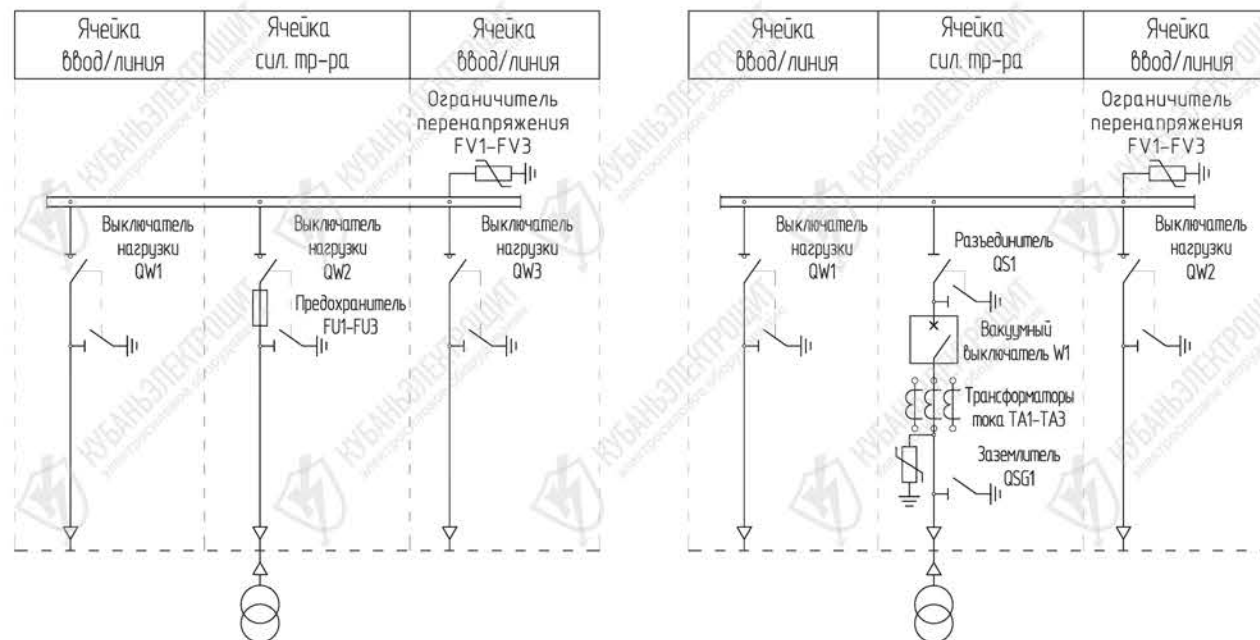 Ячейка
ввод/линия
Ячейка
сил. тр-ра
Ячейка
ввод/линия
Ограничитель
перенапряжения
FV1-FV3
Выключатель
нагрузки
QW1
Выключатель
нагрузки
QW2
Выключатель
нагрузки
QW3
Предохранитель
FU1-FU3
Ячейка
ввод/линия
Ячейка
сил. тр-ра
Ячейка
ввод/линия
Ограничитель
перенапряжения
FV1-FV3
Выключатель
нагрузки
QW1
Разъединитель
QS1
Выключатель
нагрузки
QW2
Вакуумный
выключатель W1
Трансформаторы
тока TA1-TA3
Заземлитель
QSG1
КУБАНЬЭЛЕКТРОЩИТ
электрощитовое оборудование